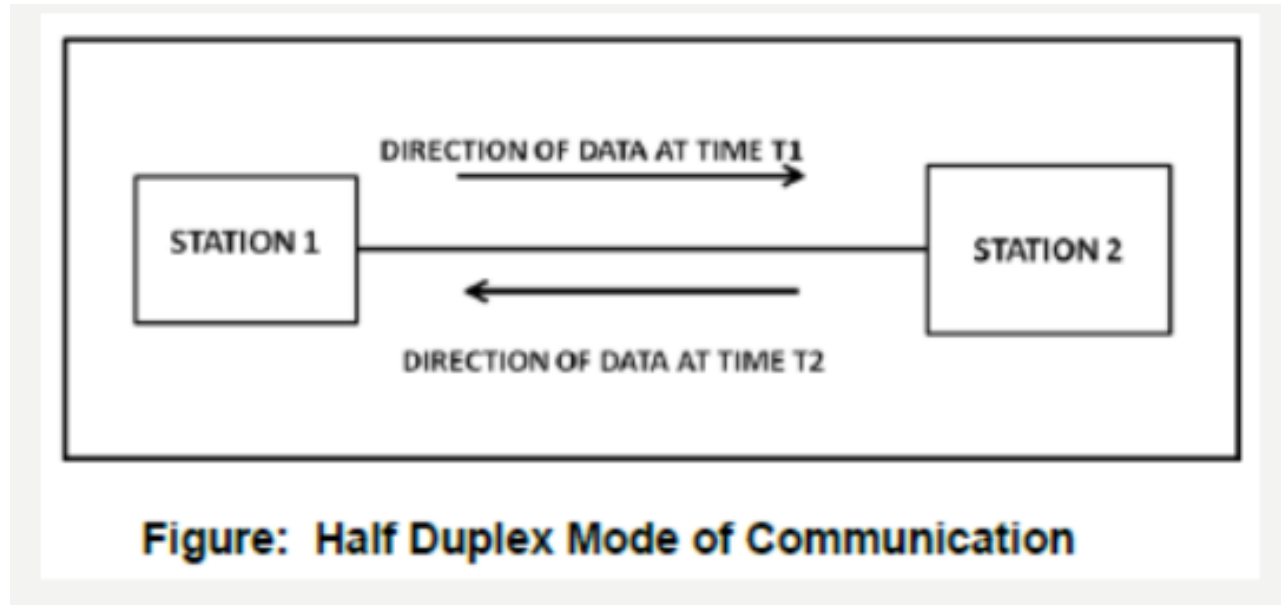 DIRECTION OF DATA AT TIME T1
STATION 1
STATION 2
DIRECTION OF DATA AT TIME T2
Figure: Half Duplex Mode of Communication